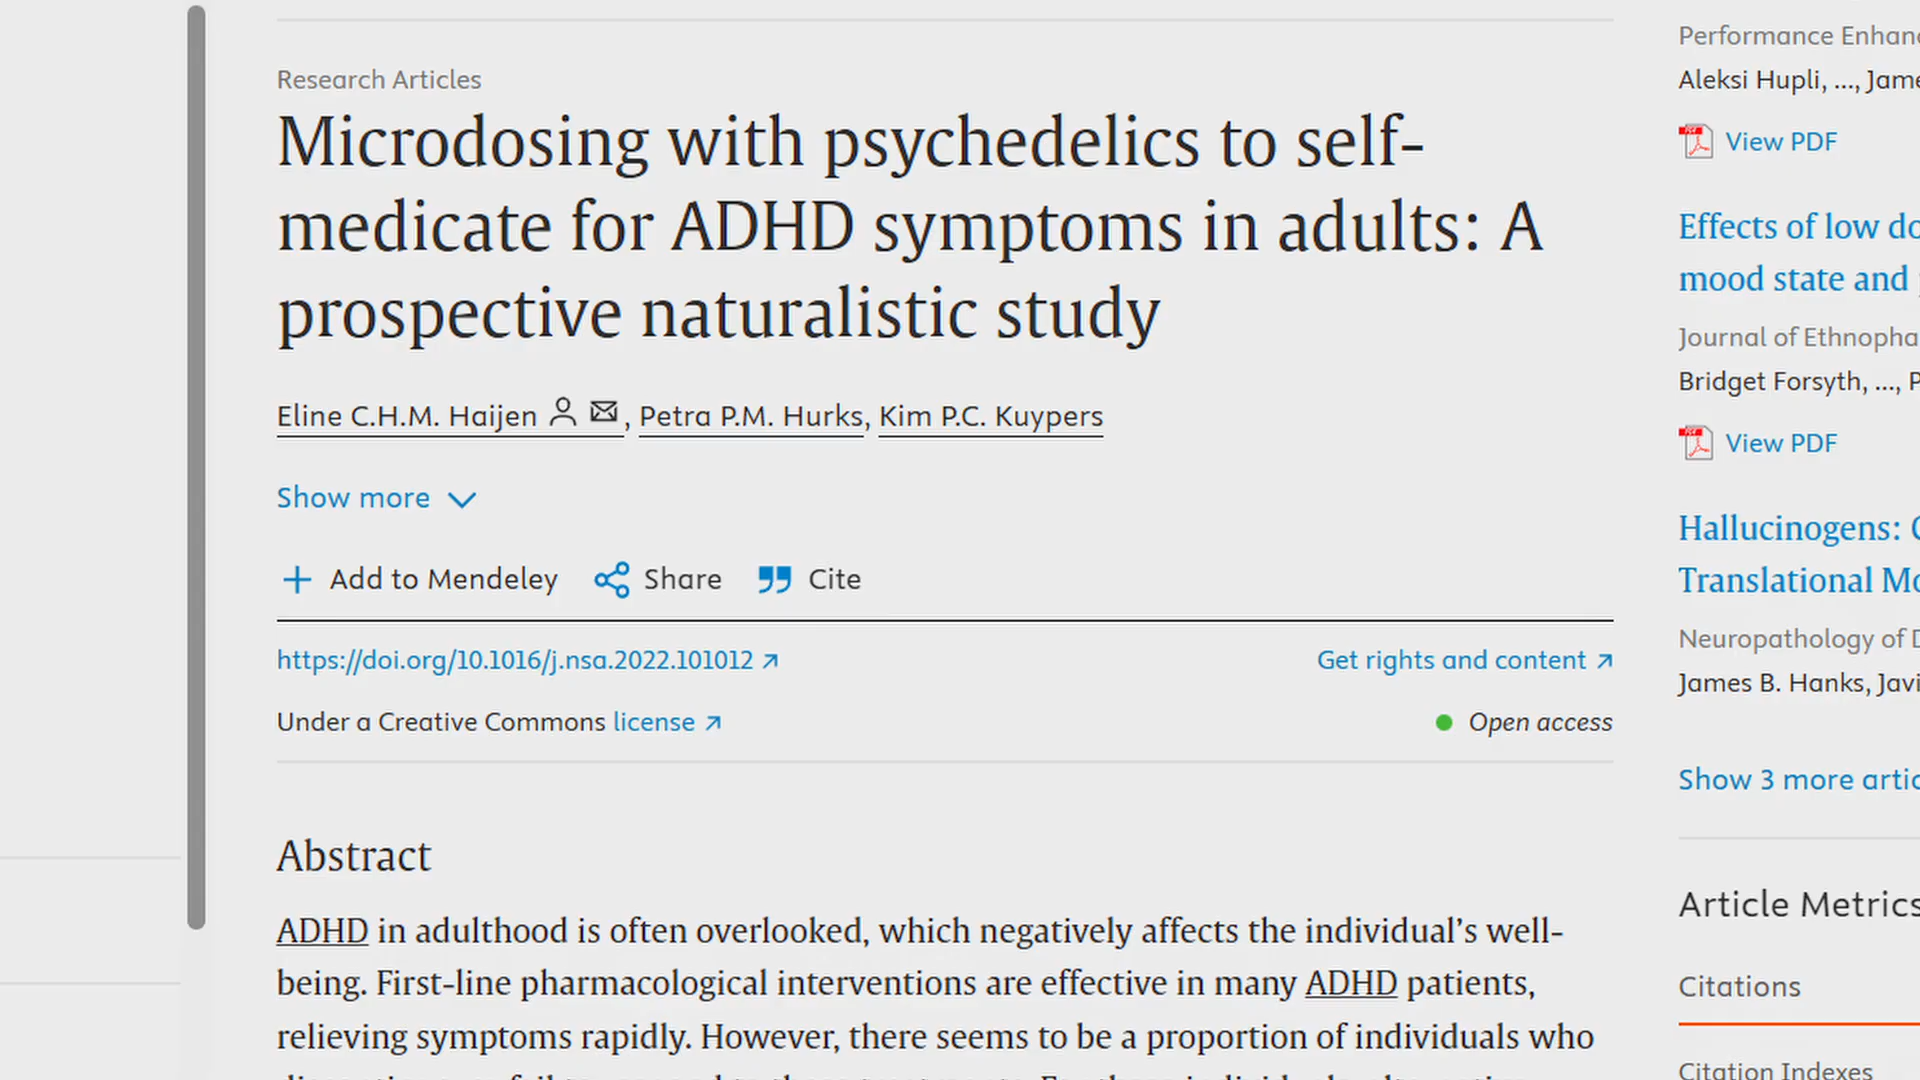 Research Articles
Microdosing with psychedelics to self-
medicate for ADHD symptoms in adults: A
prospective naturalistic study
Eline C.H.M. Haijen, Petra P.M. Hurks, Kim P.C. Kuypers
Show more
Add to Mendeley Share Cite
https://doi.org/10.1016/j.nsa.2022.101012
Get rights and content
Under a Creative Commons license
Open access
Abstract
ADHD in adulthood is often overlooked, which negatively affects the individual's well-
being. First-line pharmacological interventions are effective in many ADHD patients,
relieving symptoms rapidly. However, there seems to be a proportion of individuals who
Performance
Aleksi Hupli, ...,
View PDF
Effects of low
mood state and
Journal of
Bridget Forsyth, ...,
View PDF
Hallucinogens:
Translational
Neuropathology of
James B. Hanks,
Show 3 more
Article Metrics
Citations
Citation Indexes